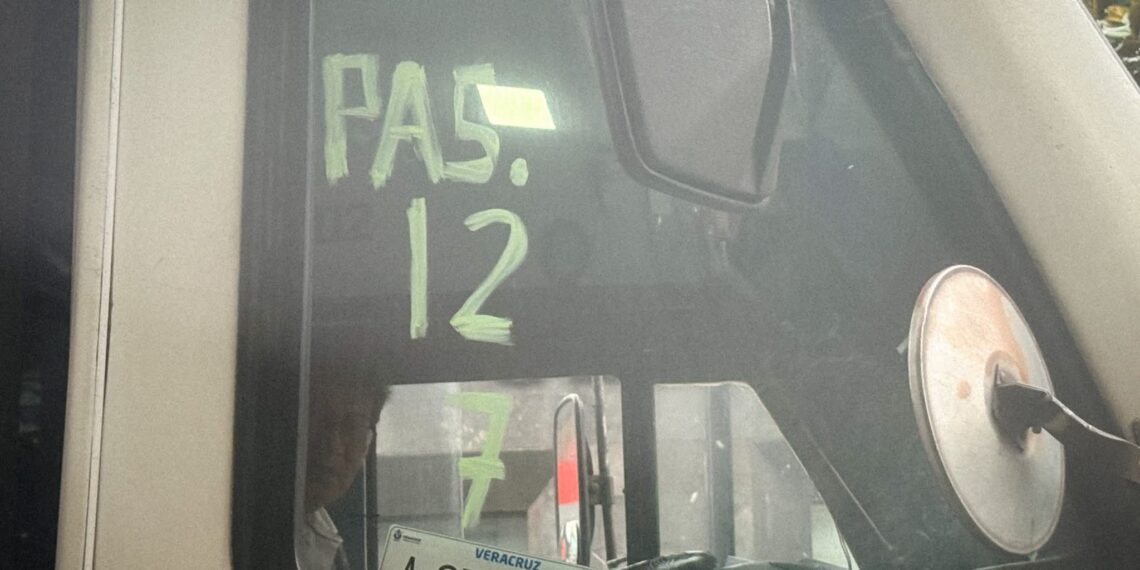 PAS.
12
7
VERACRUZ